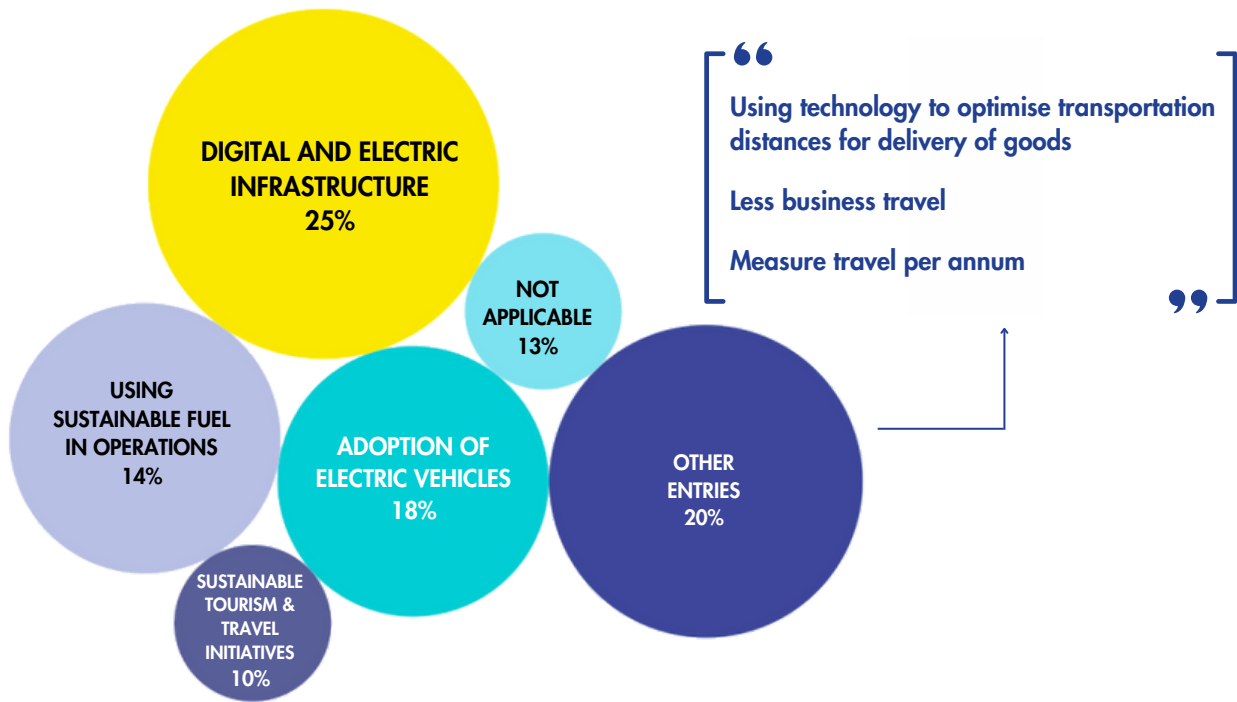 DIGITAL AND ELECTRIC
INFRASTRUCTURE
25%
NOT
APPLICABLE
13%
USING
SUSTAINABLE FUEL
IN OPERATIONS
14%
ADOPTION OF
ELECTRIC VEHICLES
18%
OTHER
ENTRIES
20%
SUSTAINABLE
TOURISM &
TRAVEL
INITIATIVES
10%
“
Using technology to optimise transportation
distances for delivery of goods
Less business travel
Measure travel per annum
”